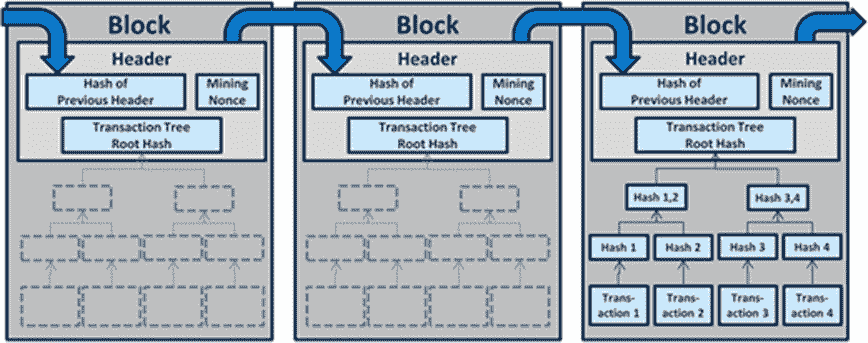 Block
Header
Hash of
Previous Header
Mining
Nonce
Transaction Tree
Root Hash
Block
Header
Hash of
Previous Header
Mining
Nonce
Transaction Tree
Root Hash
Block
Header
Hash of
Previous Header
Mining
Nonce
Transaction Tree
Root Hash
Hash 1,2
Hash 3,4
Hash 1
Hash 2
Hash 3
Hash 4
Trans-
action 1
Trans-
action 2
Trans-
action 3
Trans-
action 4